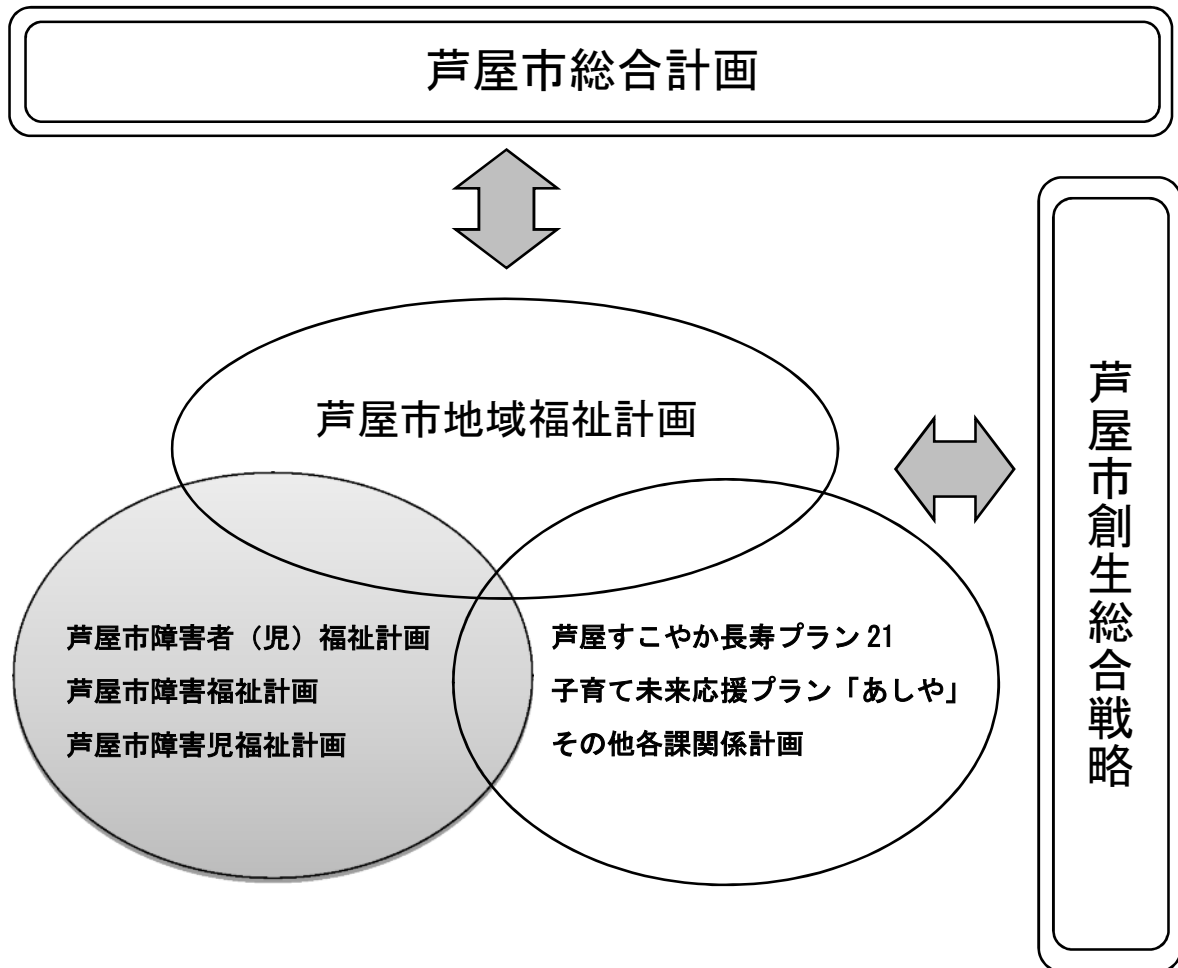 芦屋市総合計画
芦屋市地域福祉計画
芦屋市障害者（児）福祉計画
芦屋市障害福祉計画
芦屋市障害児福祉計画
芦屋すこやか長寿プラン 21
子育て未来応援プラン「あしや」
その他各課関係計画
芦屋市創生総合戦略